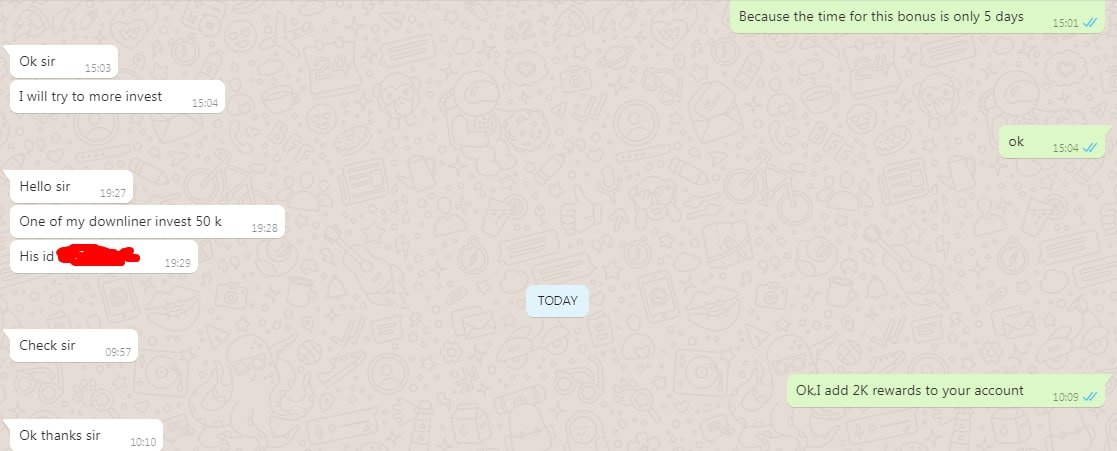 Because the time for this bonus is only 5 days 15:01
Ok sir 15:03
I will try to more invest 15:04
ok 15:04
Hello sir 19:27
One of my downliner invest 50 k 19:28
His id 19:29
TODAY
Check sir 09:57
Ok,I add 2K rewards to your account 10:09
Ok thanks sir 10:10